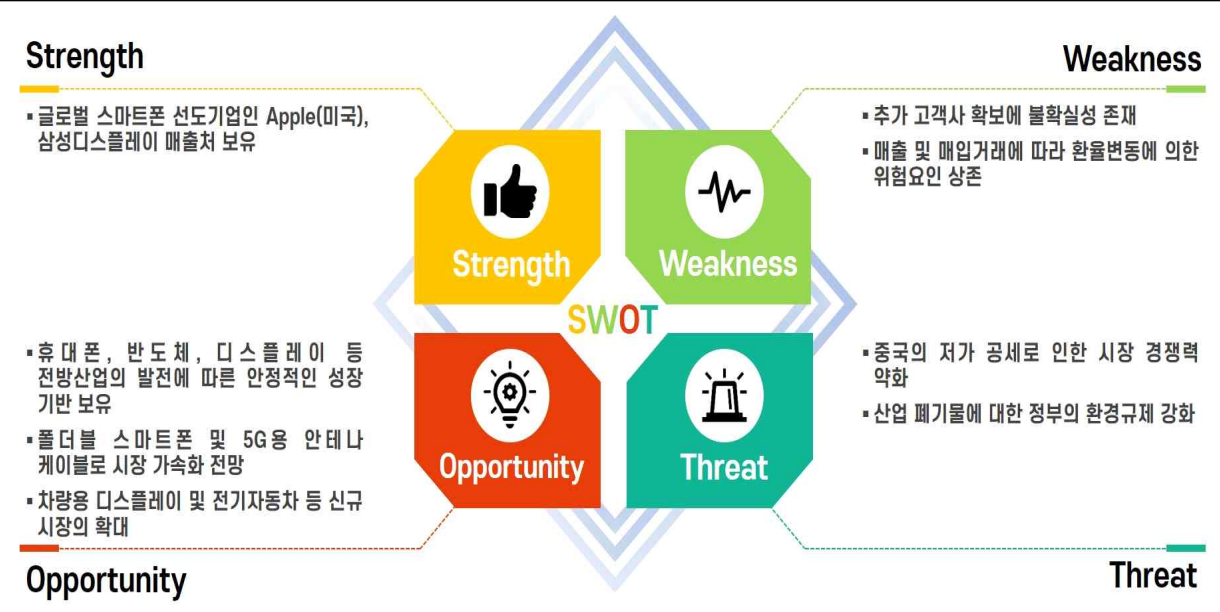 Strength
▪글로벌 스마트폰 선도기업인 Apple(미국),
삼성디스플레이 매출처 보유
Weakness
▪추가 고객사 확보에 불확실성 존재
▪매출 및 매입거래에 따라 환율변동에 의한
위험요인 상존
Strength
Weakness
SWOT
Opportunity
Threat
▪휴대폰, 반도체, 디스플레이 등
전방산업의 발전에 따른 안정적인 성장
기반 보유
▪폴더블 스마트폰 및 5G용 안테나
케이블로 시장 가속화 전망
▪차량용 디스플레이 및 전기자동차 등 신규
시장의 확대
Opportunity
▪중국의 저가 공세로 인한 시장 경쟁력
약화
▪산업 폐기물에 대한 정부의 환경규제 강화
Threat